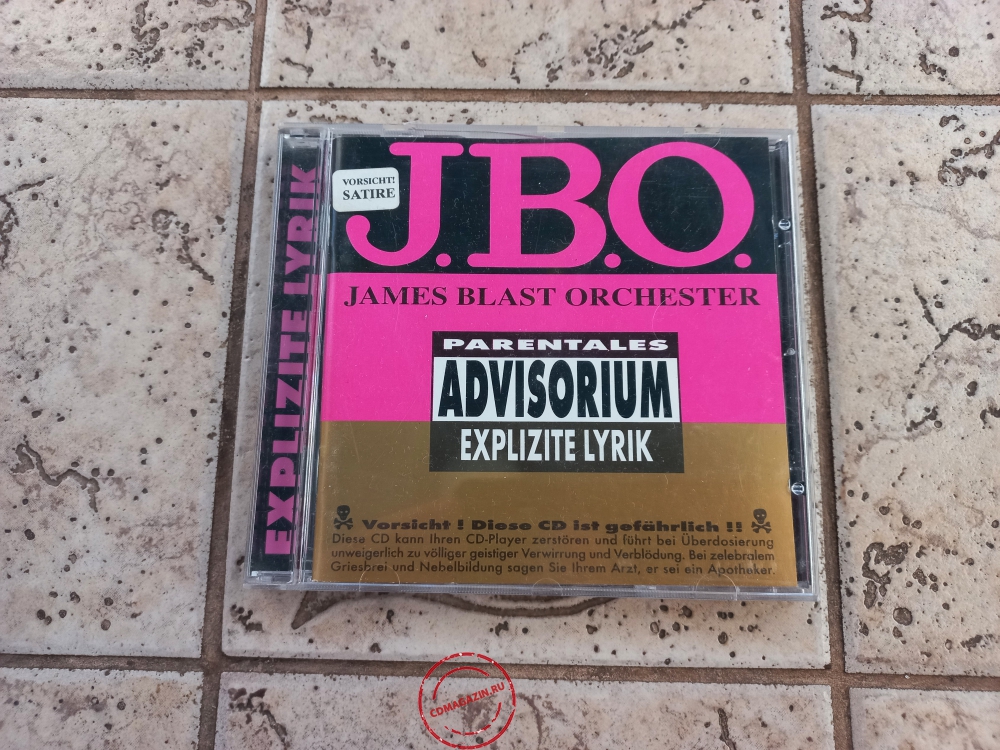 EXPLIZITE LYRIK
J.B.O.
VORSICHT!
SATIRE
JAMES BLAST ORCHESTER
PARENTALES
ADVISORIUM
EXPLIZITE LYRIK
Vorsicht ! Diese CD ist gefährlich !!
Diese CD kann Ihren CD-Player zerstören und führt bei Überdosierung
unweigerlich zu völliger geistiger Verwirrung und Verblödung. Bei zelebralem
Griesbrei und Nebelbildung sagen Sie Ihrem Arzt, er sei ein Apotheker.
CDMAGAZIN.RU